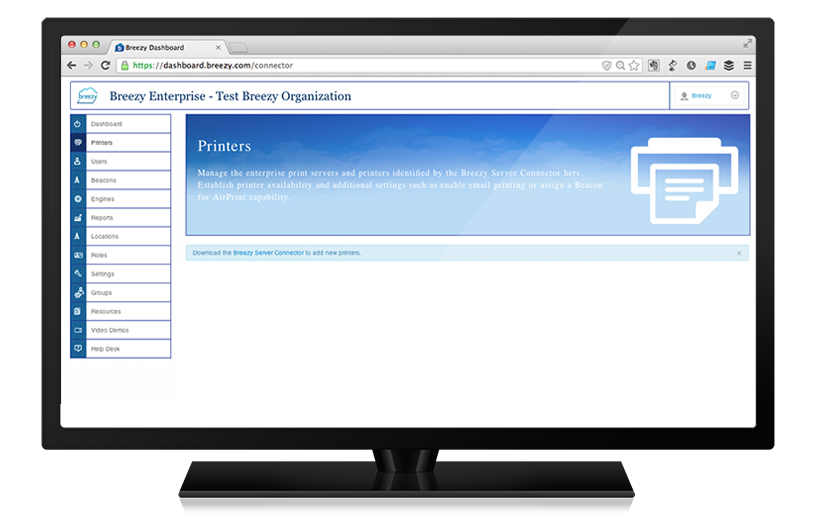 Breezy Dashboard
https://dashboard.breezy.com/connector
breezy
Breezy Enterprise - Test Breezy Organization
Breezy
Dashboard
Printers
Users
Beacons
Engines
Reports
Locations
Roles
Settings
Groups
Resources
Video Demos
Help Desk
Printers
Manage the enterprise print servers and printers identified by the Breezy Server Connector here.
Establish printer availability and additional settings such as enable email printing or assign a Beacon
for AirPrint capability.
Download the Breezy Server Connector to add new printers.